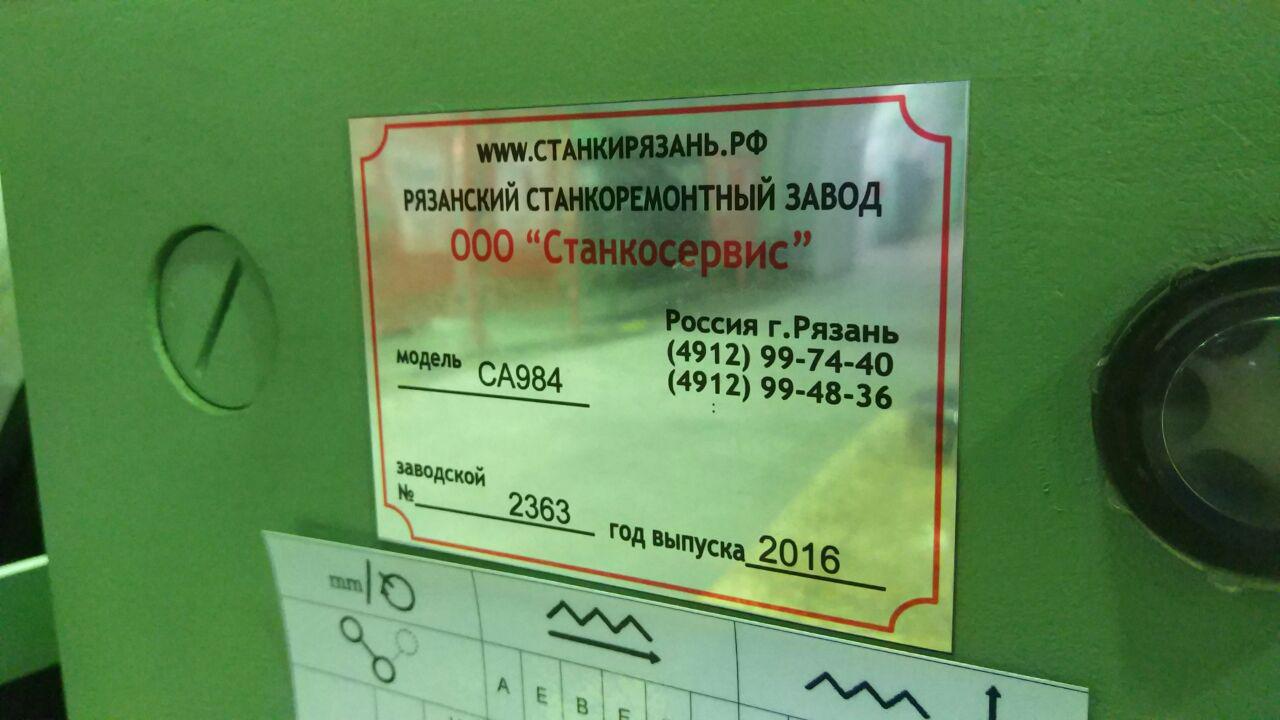 www.СТАНКИРЯЗАНЬ.РФ
РЯЗАНСКИЙ СТАНКОРЕМОНТНЫЙ ЗАВОД
ООО “Станкосервис”
Россия г.Рязань
(4912) 99-74-40
(4912) 99-48-36
модель СА984
заводской
№ 2363 год выпуска 2016
mm/
A E B